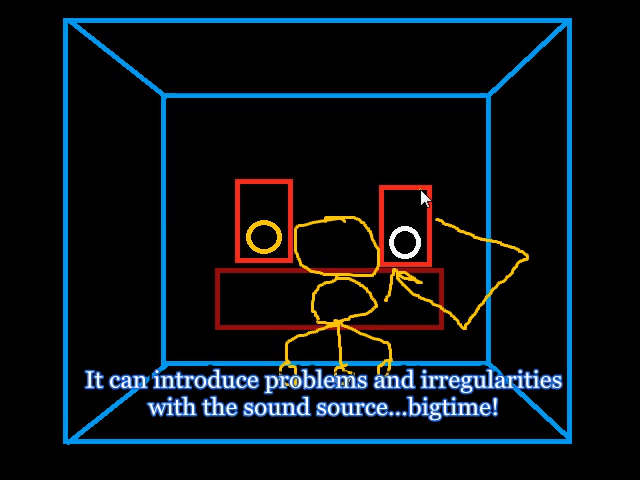 It can introduce problems and irregularities
with the sound source...bigtime!